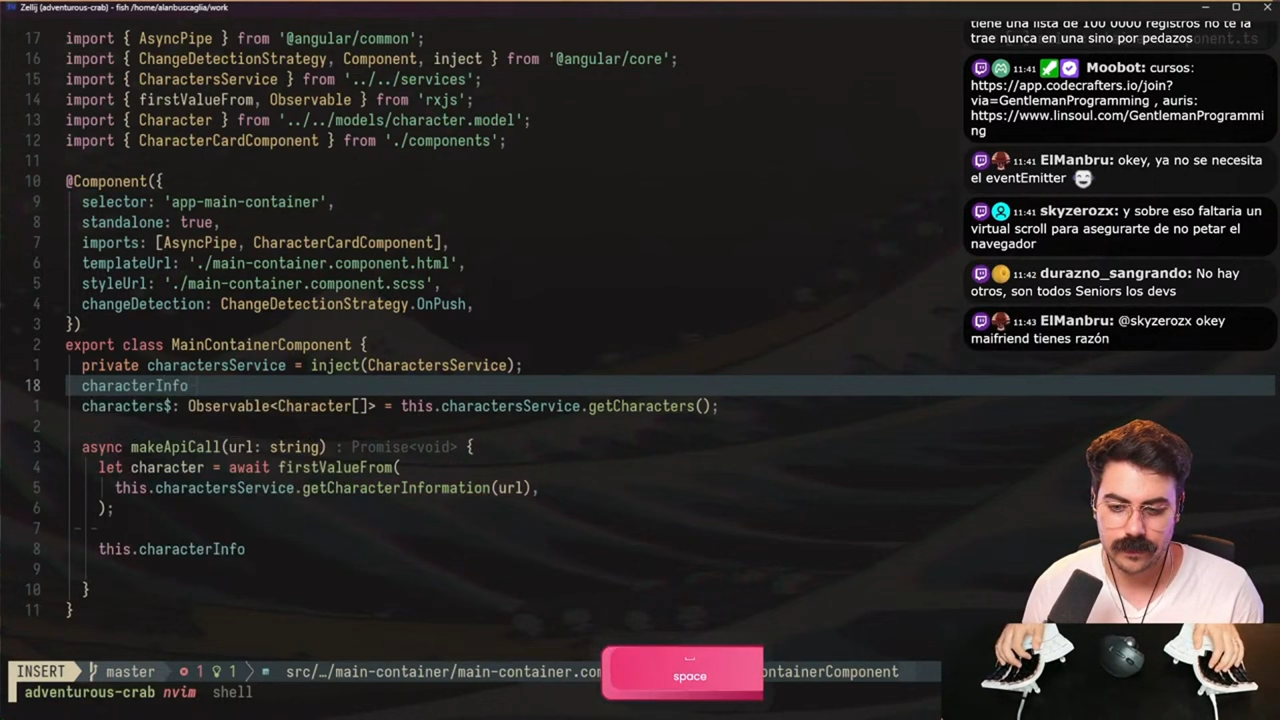 Zellij (adventurous-crab) - fish /home/alanbuscaglia/work
17 import { AsyncPipe } from '@angular/common';
16 import { ChangeDetectionStrategy, Component, inject } from '@angular/core';
15 import { CharactersService } from '../../services';
14 import { firstValueFrom, Observable } from 'rxjs';
13 import { Character } from '../../models/character.model';
12 import { CharacterCardComponent } from './components';
11
10 @Component({
9 selector: 'app-main-container',
8 standalone: true,
7 imports: [AsyncPipe, CharacterCardComponent],
6 templateUrl: './main-container.component.html',
5 styleUrl: './main-container.component.scss',
4 changeDetection: ChangeDetectionStrategy.OnPush,
3 })
2 export class MainContainerComponent {
1 private charactersService = inject(CharactersService);
18 characterInfo
1 characters$: Observable<Character[]> = this.charactersService.getCharacters();
2
3 async makeApiCall(url: string) : Promise<void> {
4 let character = await firstValueFrom(
5 this.charactersService.getCharacterInformation(url),
6 );
7
8 this.characterInfo
9
10 }
11 }
INSERT master 1 1 src/…/main-container/main-container.co
ontainerComponent
adventurous-crab nvim shell
space
tiene una lista de 100 0000 registros no te la
trae nunca en una sino por pedazos
11:41 Moobot: cursos:
https://app.codecrafters.io/join?
via=GentlemanProgramming , auris:
https://www.linsoul.com/GentlemanProgrammi
ng
11:41 ElManbru: okey, ya no se necesita
el eventEmitter
11:41 skyzerozx: y sobre eso faltaria un
virtual scroll para asegurarte de no petar el
navegador
11:42 durazno_sangrando: No hay
otros, son todos Seniors los devs
11:43 ElManbru: @skyzerozx okey
maifriend tienes razón